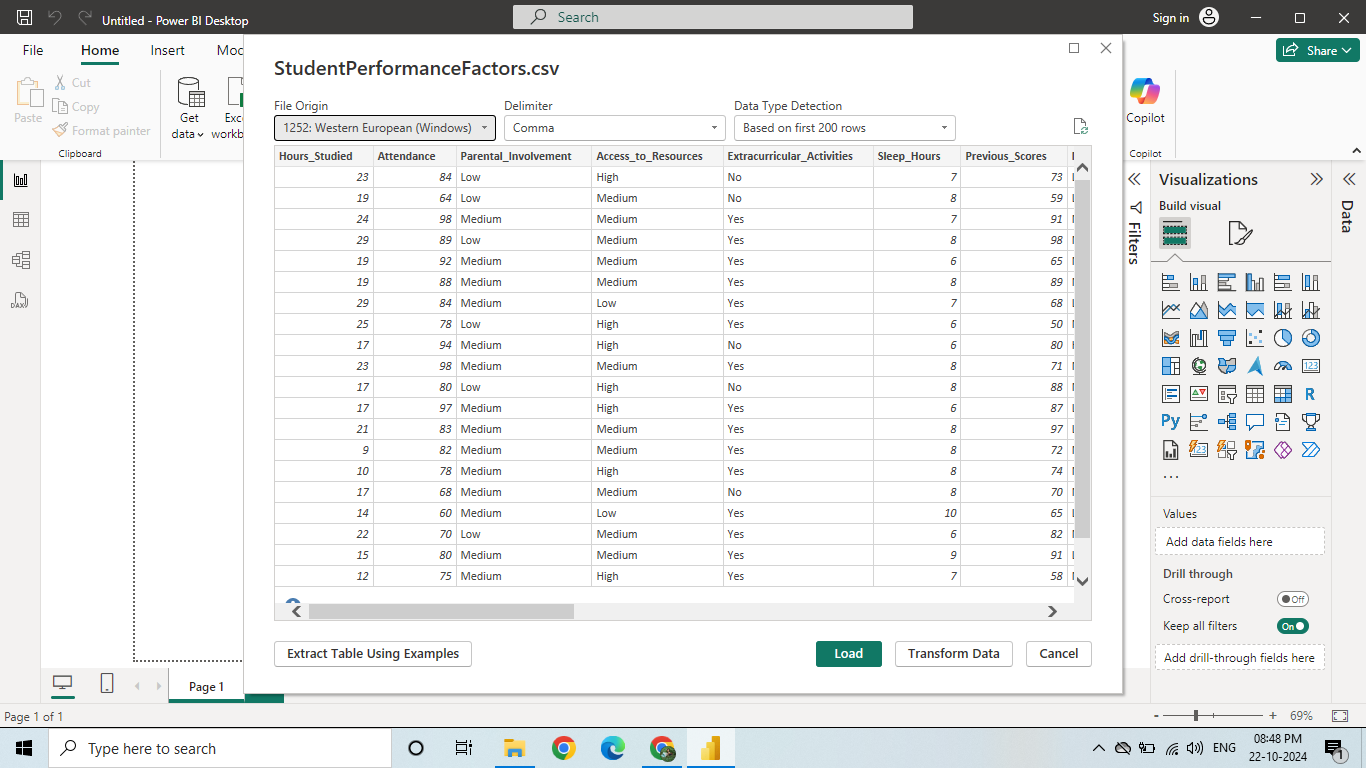 Untitled - Power BI Desktop
Search
Sign in
File Home Insert Mod
Share
Paste
Cut
Copy
Format painter
Clipboard
Get data
Exce
workb
Copilot
Copilot
StudentPerformanceFactors.csv
File Origin Delimiter Data Type Detection
1252: Western European (Windows) Comma Based on first 200 rows
Hours_Studied Attendance Parental_Involvement Access_to_Resources Extracurricular_Activities Sleep_Hours Previous_Scores
23 84 Low High No 7 73
19 64 Low Medium No 8 59
24 98 Medium Medium Yes 7 91
29 89 Low Medium Yes 8 98
19 92 Medium Medium Yes 6 65
19 88 Medium Medium Yes 8 89
29 84 Medium Low Yes 7 68
25 78 Low High Yes 6 50
17 94 Medium High No 6 80
23 98 Medium Medium Yes 8 71
17 80 Low High No 8 88
17 97 Medium High Yes 6 87
21 83 Medium Medium Yes 8 97
9 82 Medium Medium Yes 8 72
10 78 Medium High Yes 8 74
17 68 Medium Medium No 8 70
14 60 Medium Low Yes 10 65
22 70 Low Medium Yes 6 82
15 80 Medium Medium Yes 9 91
12 75 Medium High Yes 7 58
Extract Table Using Examples Load Transform Data Cancel
Filters
Visualizations
Build visual
123
R
Py
123
...
Values
Add data fields here
Drill through
Cross-report Off
Keep all filters On
Add drill-through fields here
Data
DAX
Page 1
Page 1 of 1
- + 69%
Type here to search
ENG
08:48 PM
22-10-2024
1